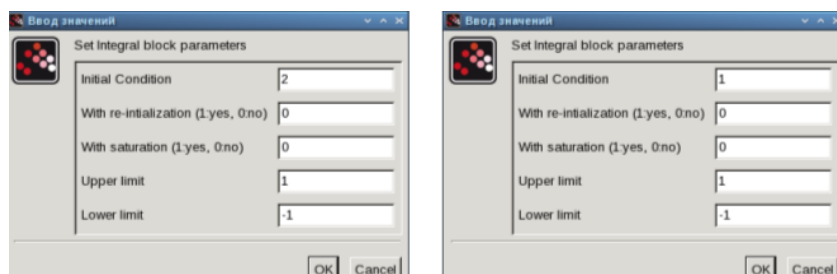 Ввод значений
Set Integral block parameters
Initial Condition 2
With re-intialization (1:yes, 0:no) 0
With saturation (1:yes, 0:no) 0
Upper limit 1
Lower limit -1
OK Cancel
Ввод значений
Set Integral block parameters
Initial Condition 1
With re-intialization (1:yes, 0:no) 0
With saturation (1:yes, 0:no) 0
Upper limit 1
Lower limit -1
OK Cancel